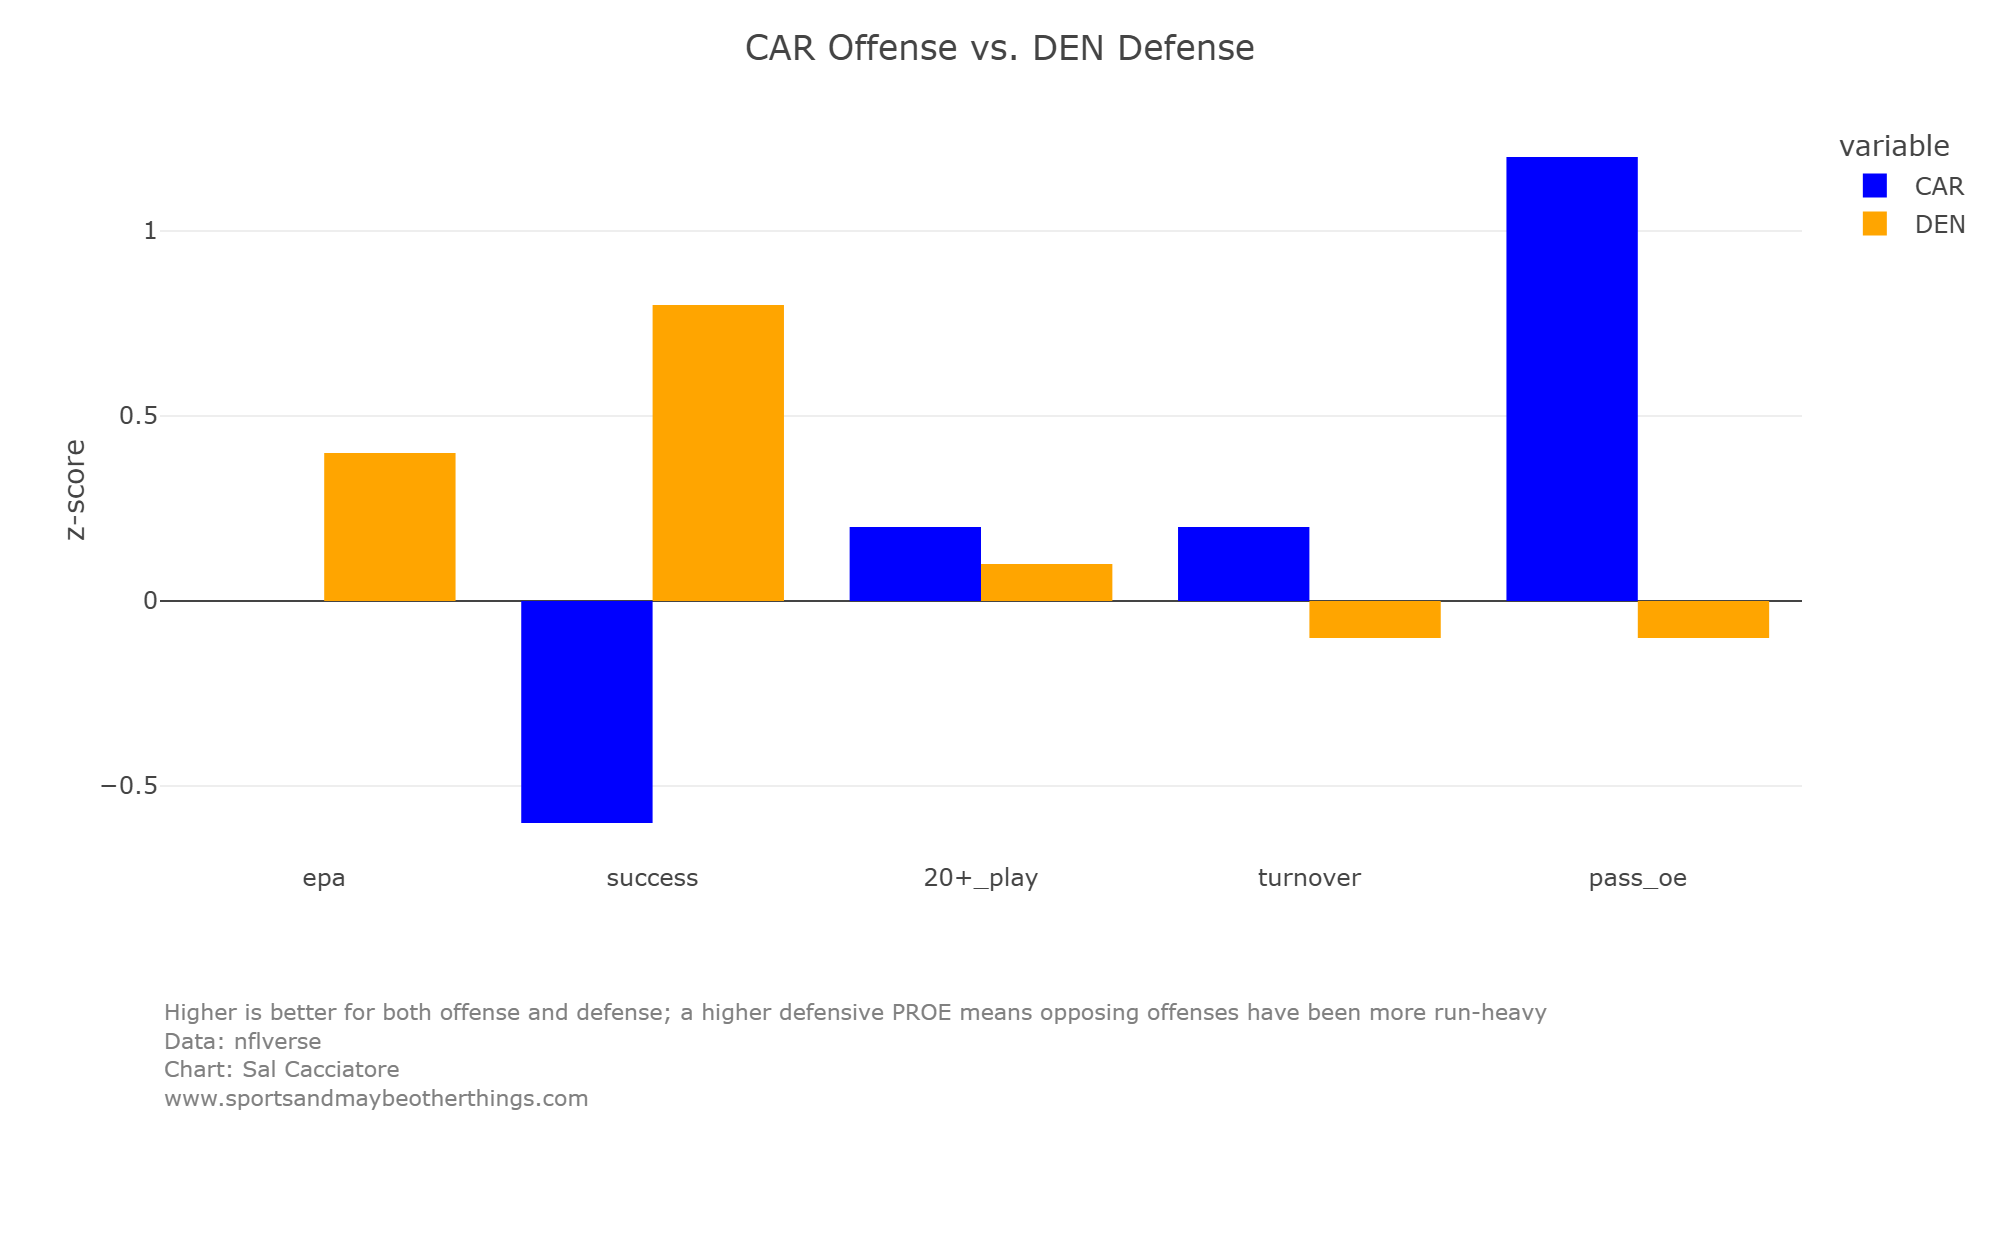 CAR Offense vs. DEN Defense
variable
CAR
DEN
z-score
1
0.5
0
−0.5
epa
success
20+_play
turnover
pass_oe
Higher is better for both offense and defense; a higher defensive PROE means opposing offenses have been more run-heavy
Data: nflverse
Chart: Sal Cacciatore
www.sportsandmaybeotherthings.com